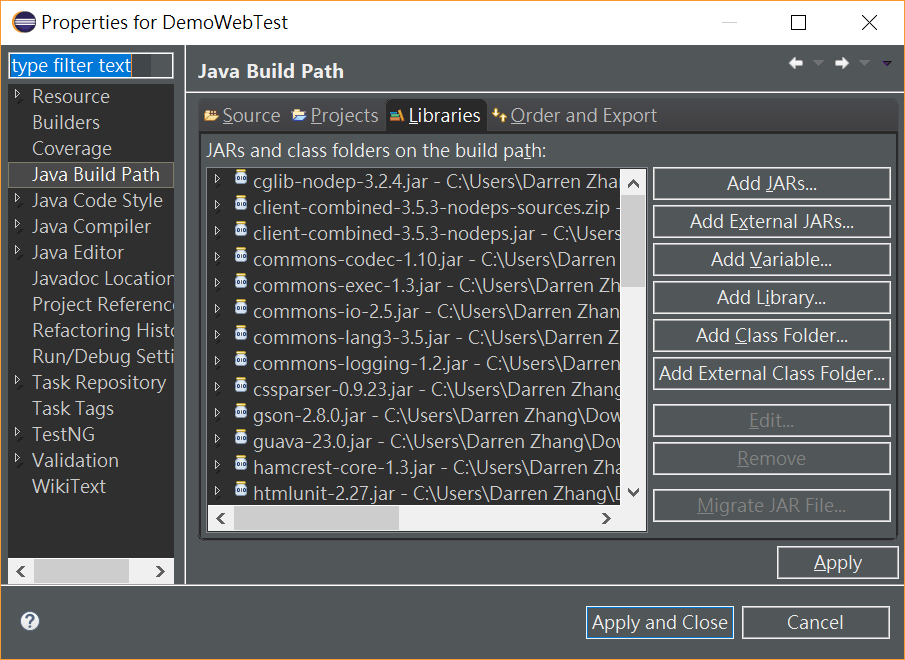 Properties for DemoWebTest
type filter text
Resource
Builders
Coverage
Java Build Path
Java Code Style
Java Compiler
Java Editor
Javadoc Location
Project Referenc
Refactoring Histo
Run/Debug Setti
Task Repository
Task Tags
TestNG
Validation
WikiText
Java Build Path
Source Projects Libraries Order and Export
JARs and class folders on the build path:
cglib-nodep-3.2.4.jar - C:\Users\Darren Zha
client-combined-3.5.3-nodeps-sources.zip -
client-combined-3.5.3-nodeps.jar - C:\Users
commons-codec-1.10.jar - C:\Users\Darren
commons-exec-1.3.jar - C:\Users\Darren Zh
commons-io-2.5.jar - C:\Users\Darren Zhan
commons-lang3-3.5.jar - C:\Users\Darren Z
commons-logging-1.2.jar - C:\Users\Darren
cssparser-0.9.23.jar - C:\Users\Darren Zhang
gson-2.8.0.jar - C:\Users\Darren Zhang\Dow
guava-23.0.jar - C:\Users\Darren Zhang\Dov
hamcrest-core-1.3.jar - C:\Users\Darren Zha
htmlunit-2.27.jar - C:\Users\Darren Zhang\D
Add JARs...
Add External JARs...
Add Variable...
Add Library...
Add Class Folder...
Add External Class Folder...
Edit...
Remove
Migrate JAR File...
Apply
Apply and Close
Cancel